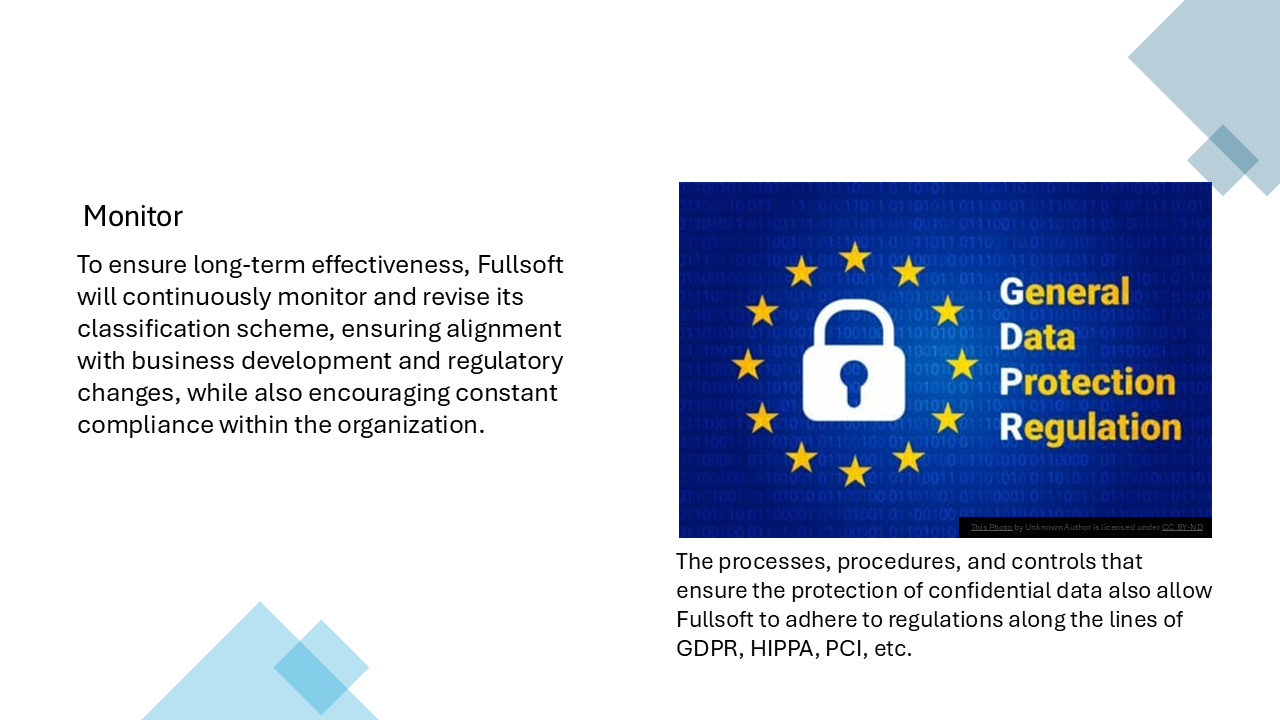 Monitor
To ensure long-term effectiveness, Fullsoft
will continuously monitor and revise its
classification scheme, ensuring alignment
with business development and regulatory
changes, while also encouraging constant
compliance within the organization.
General
Data
Protection
Regulation
This Photo by Unknown Author is licensed under CC BY-ND
The processes, procedures, and controls that
ensure the protection of confidential data also allow
Fullsoft to adhere to regulations along the lines of
GDPR, HIPPA, PCI, etc.